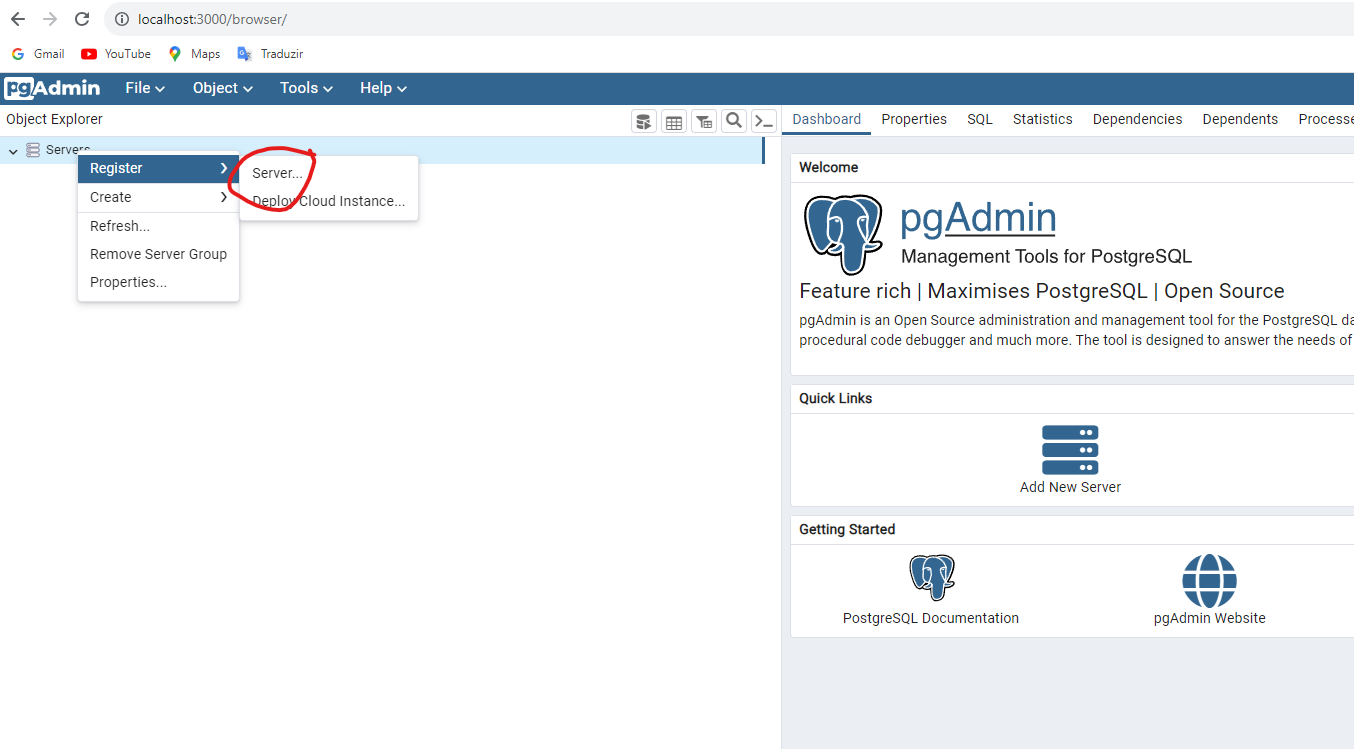 localhost:3000/browser/
Gmail YouTube Maps Traduzir
pgAdmin File Object Tools Help
Object Explorer
Servers
Register
Create
Refresh...
Remove Server Group
Properties...
Server...
Deploy Cloud Instance...
Dashboard Properties SQL Statistics Dependencies Dependents Processe
Welcome
pgAdmin
Management Tools for PostgreSQL
Feature rich | Maximises PostgreSQL | Open Source
pgAdmin is an Open Source administration and management tool for the PostgreSQL da
procedural code debugger and much more. The tool is designed to answer the needs of
Quick Links
Add New Server
Getting Started
PostgreSQL Documentation
pgAdmin Website